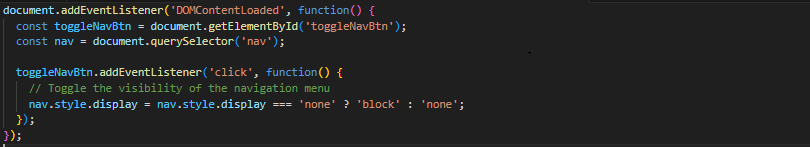 document.addEventListener('DOMContentLoaded', function() {
  const toggleNavBtn = document.getElementById('toggleNavBtn');
  const nav = document.querySelector('nav');

  toggleNavBtn.addEventListener('click', function() {
    // Toggle the visibility of the navigation menu
    nav.style.display = nav.style.display === 'none' ? 'block' : 'none';
  });
});